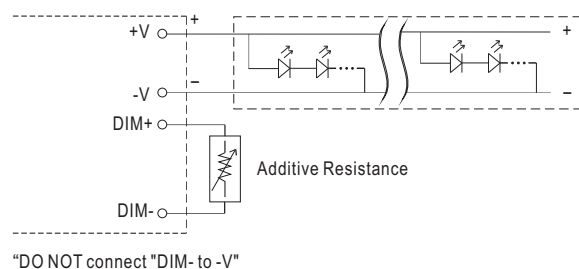 +
+V
+
−
−
-V
DIM+
Additive Resistance
DIM-
“DO NOT connect "DIM- to -V"